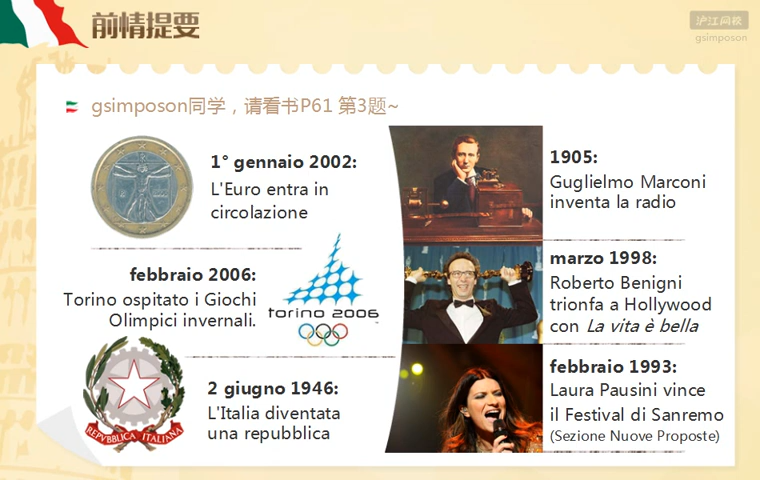 前情提要
沪江网校
gsimposon
gsimposon同学，请看书P61 第3题~
1° gennaio 2002:
L'Euro entra in
circolazione
febbraio 2006:
Torino ospitato i Giochi
Olimpici invernali.
torino 2006
2 giugno 1946:
L'Italia diventata
una repubblica
REPVBBLICA ITALIANA
1905:
Guglielmo Marconi
inventa la radio
marzo 1998:
Roberto Benigni
trionfa a Hollywood
con La vita è bella
febbraio 1993:
Laura Pausini vince
il Festival di Sanremo
(Sezione Nuove Proposte)